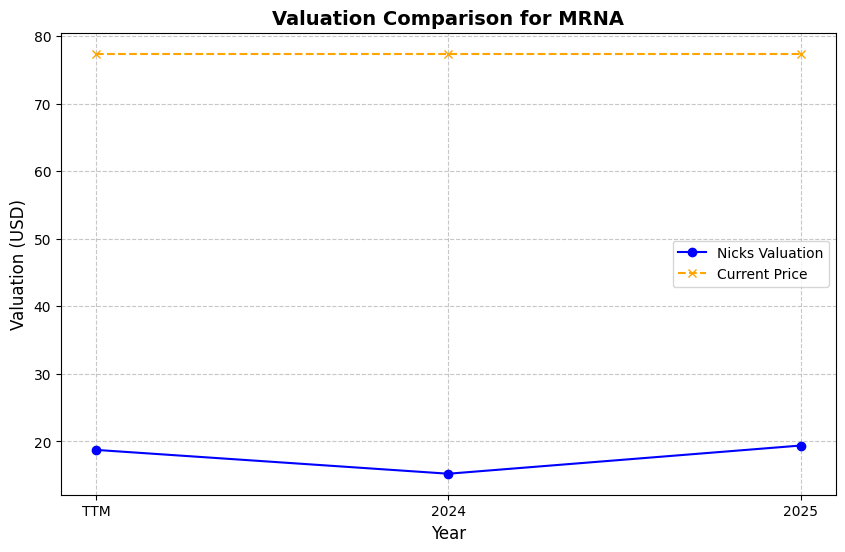 Valuation Comparison for MRNA
Valuation (USD)
80
70
60
50
40
30
20
Nicks Valuation
Current Price
TTM 2024 2025
Year